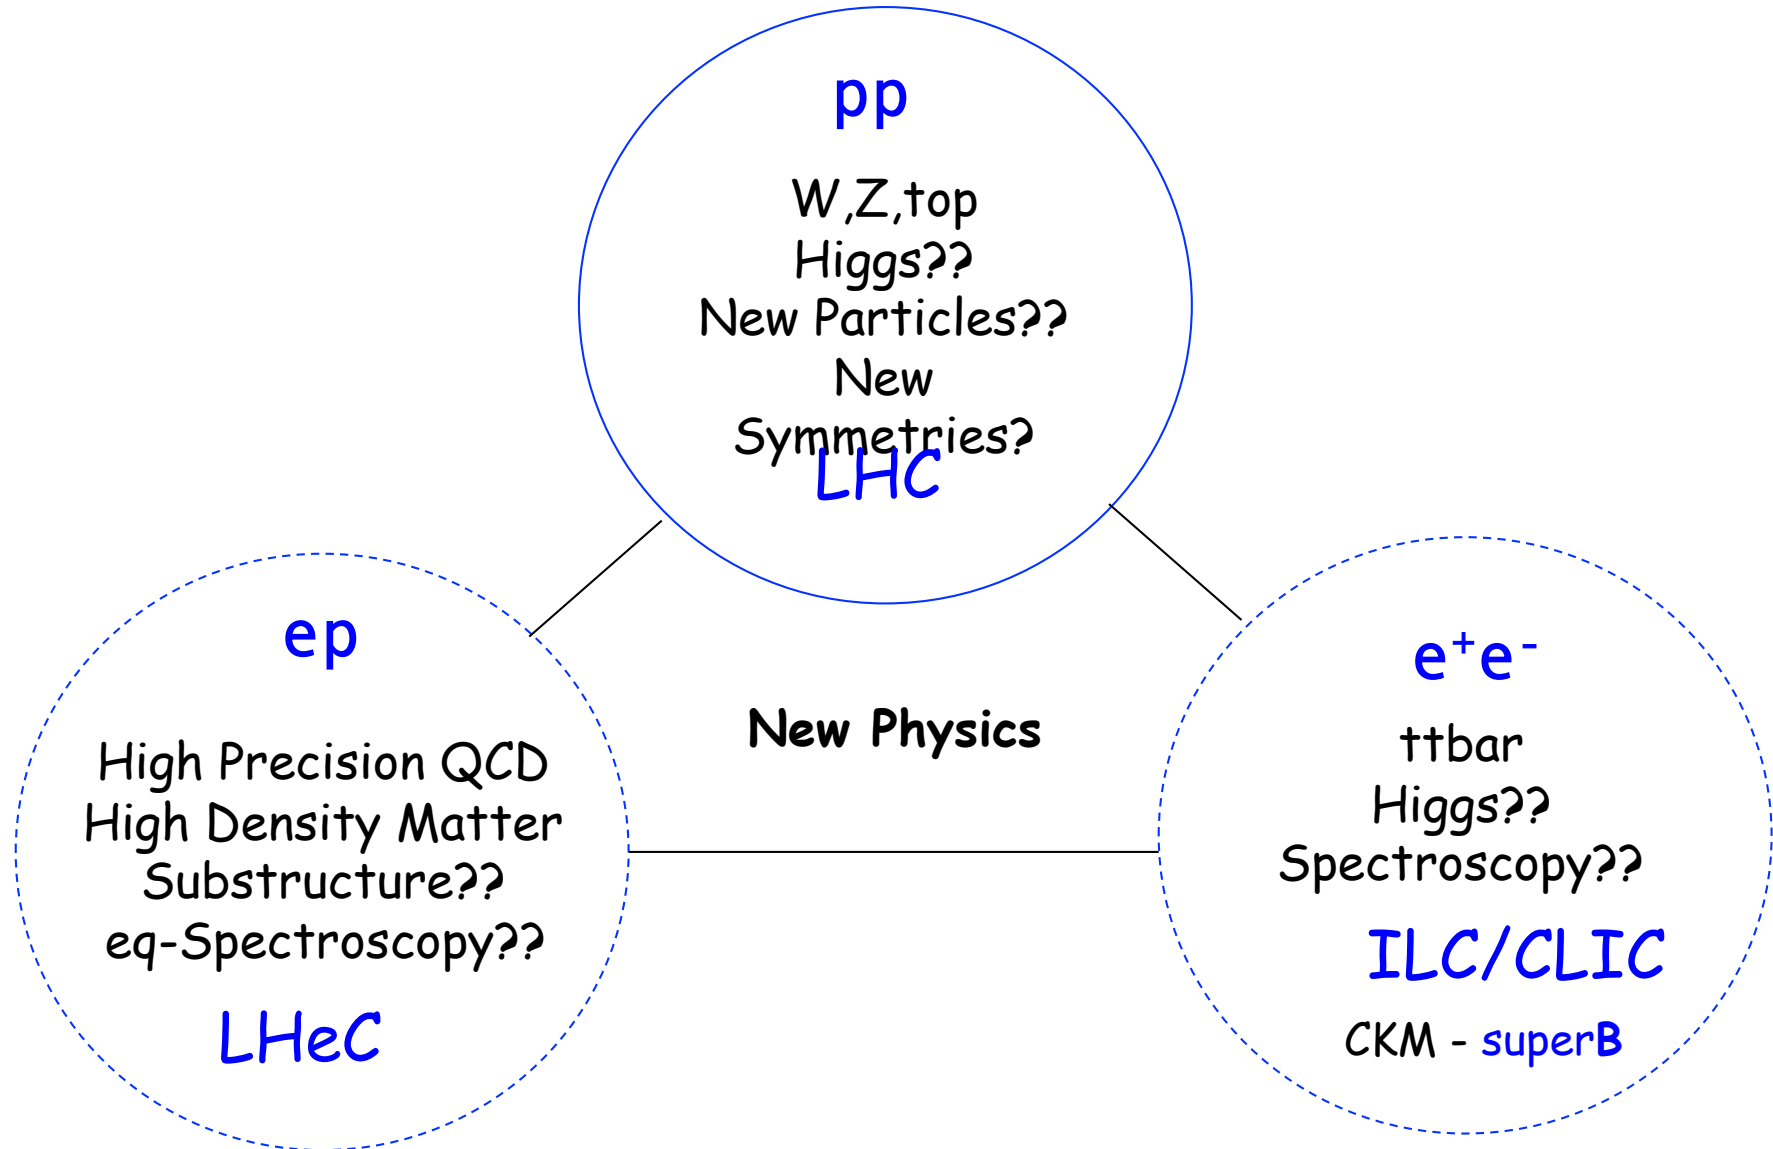 pp
W,Z,top
Higgs??
New Particles??
New
Symmetries?
LHC
ep
High Precision QCD
High Density Matter
Substructure??
eq-Spectroscopy??
LHeC
New Physics
e⁺e⁻
ttbar
Higgs??
Spectroscopy??
ILC/CLIC
CKM - superB